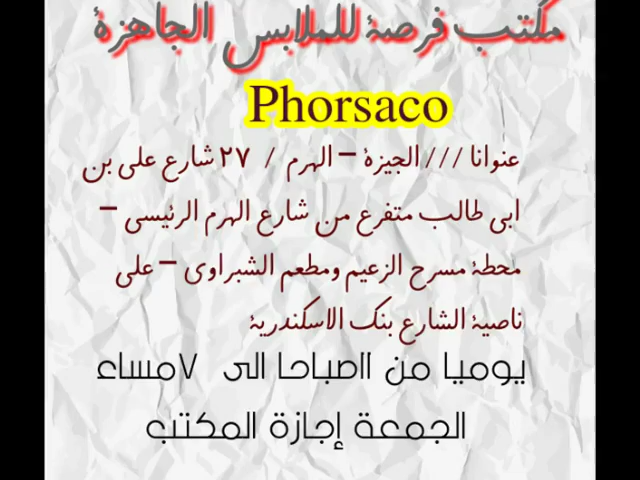 مكتب فرصة للملابس الجاهزة
Phorsaco
عنوانا /// الجيزة – الهرم / ٢٧ شارع على بن
ابى طالب متفرع من شارع الهرم الرئيسى –
محطة مسرح الزعيم ومطعم الشبراوى – على
ناصية الشارع بنك الاسكندرية
يوميا من ١١صباحا الى ٧مساء
الجمعة إجازة المكتب